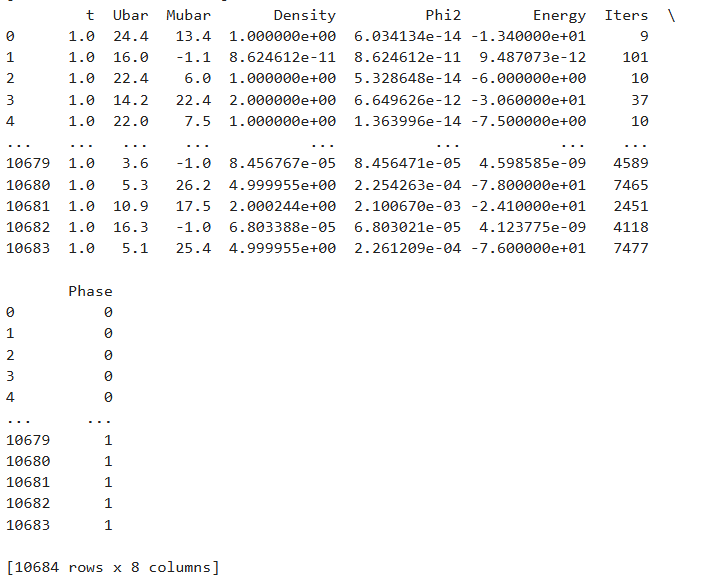 t Ubar Mubar Density Phi2 Energy Iters \
0 1.0 24.4 13.4 1.000000e+00 6.034134e-14 -1.340000e+01 9
1 1.0 16.0 -1.1 8.624612e-11 8.624612e-11 9.487073e-12 101
2 1.0 22.4 6.0 1.000000e+00 5.328648e-14 -6.000000e+00 10
3 1.0 14.2 22.4 2.000000e+00 6.649626e-12 -3.060000e+01 37
4 1.0 22.0 7.5 1.000000e+00 1.363996e-14 -7.500000e+00 10
... ... ... ... ... ... ... ...
10679 1.0 3.6 -1.0 8.456767e-05 8.456471e-05 4.598585e-09 4589
10680 1.0 5.3 26.2 4.999955e+00 2.254263e-04 -7.800000e+01 7465
10681 1.0 10.9 17.5 2.000244e+00 2.100670e-03 -2.410000e+01 2451
10682 1.0 16.3 -1.0 6.803388e-05 6.803021e-05 4.123775e-09 4118
10683 1.0 5.1 25.4 4.999955e+00 2.261209e-04 -7.600000e+01 7477
Phase
0 0
1 0
2 0
3 0
4 0
... ...
10679 1
10680 1
10681 1
10682 1
10683 1
[10684 rows x 8 columns]